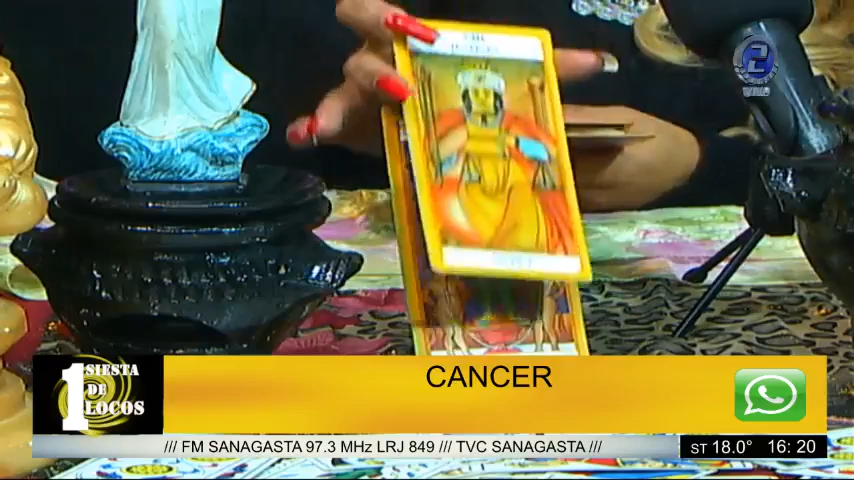 2
1 SIESTA
DE
LOCOS
CANCER
/// FM SANAGASTA 97.3 MHz LRJ 849 /// TVC SANAGASTA ///
ST 18.0° 16:20